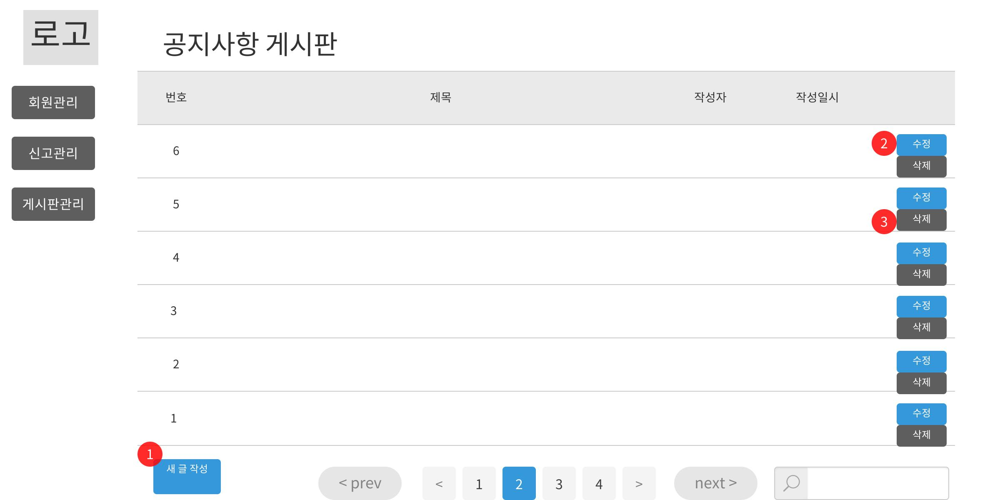 로고
공지사항 게시판
회원관리
신고관리
게시판관리
번호 제목 작성자 작성일시
6 2 수정
삭제
5 수정
3 삭제
4 수정
삭제
3 수정
삭제
2 수정
삭제
1 수정
삭제
1
새 글 작성
< prev < 1 2 3 4 > next >